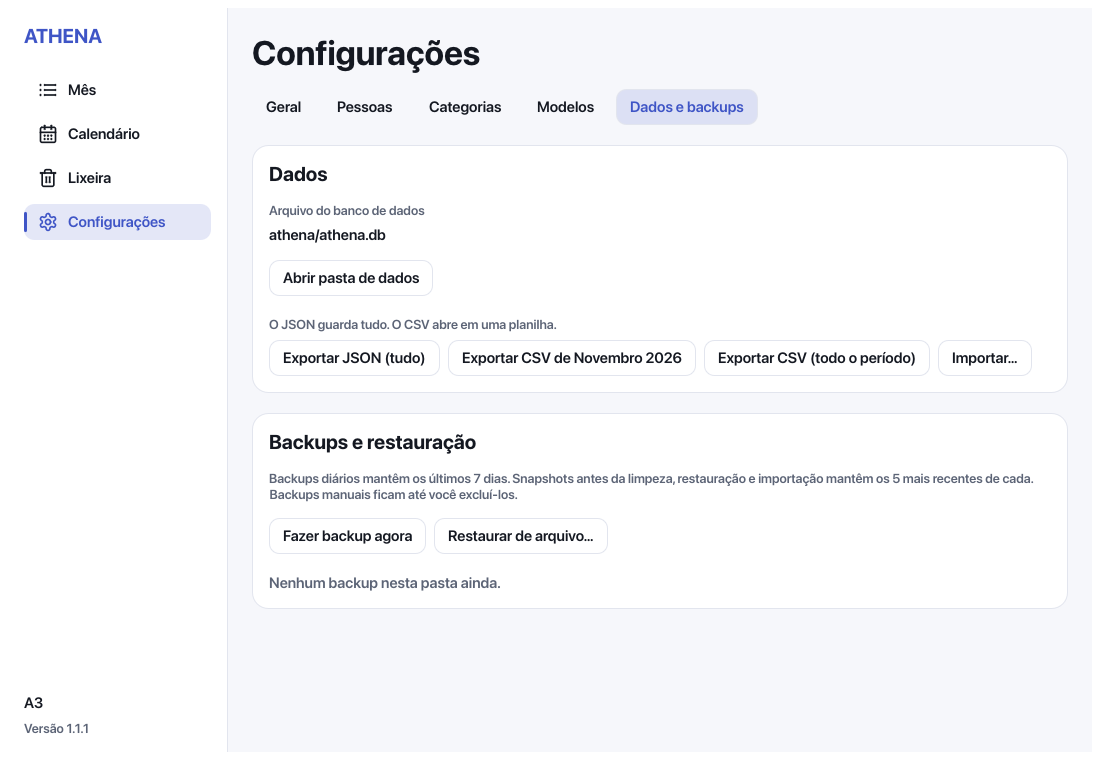 ATHENA
Mês
Calendário
Lixeira
Configurações
A3
Versão 1.1.1
Configurações
Geral
Pessoas
Categorias
Modelos
Dados e backups
Dados
Arquivo do banco de dados
athena/athena.db
Abrir pasta de dados
O JSON guarda tudo. O CSV abre em uma planilha.
Exportar JSON (tudo)
Exportar CSV de Novembro 2026
Exportar CSV (todo o período)
Importar...
Backups e restauração
Backups diários mantêm os últimos 7 dias. Snapshots antes da limpeza, restauração e importação mantêm os 5 mais recentes de cada.
Backups manuais ficam até você excluí-los.
Fazer backup agora
Restaurar de arquivo...
Nenhum backup nesta pasta ainda.